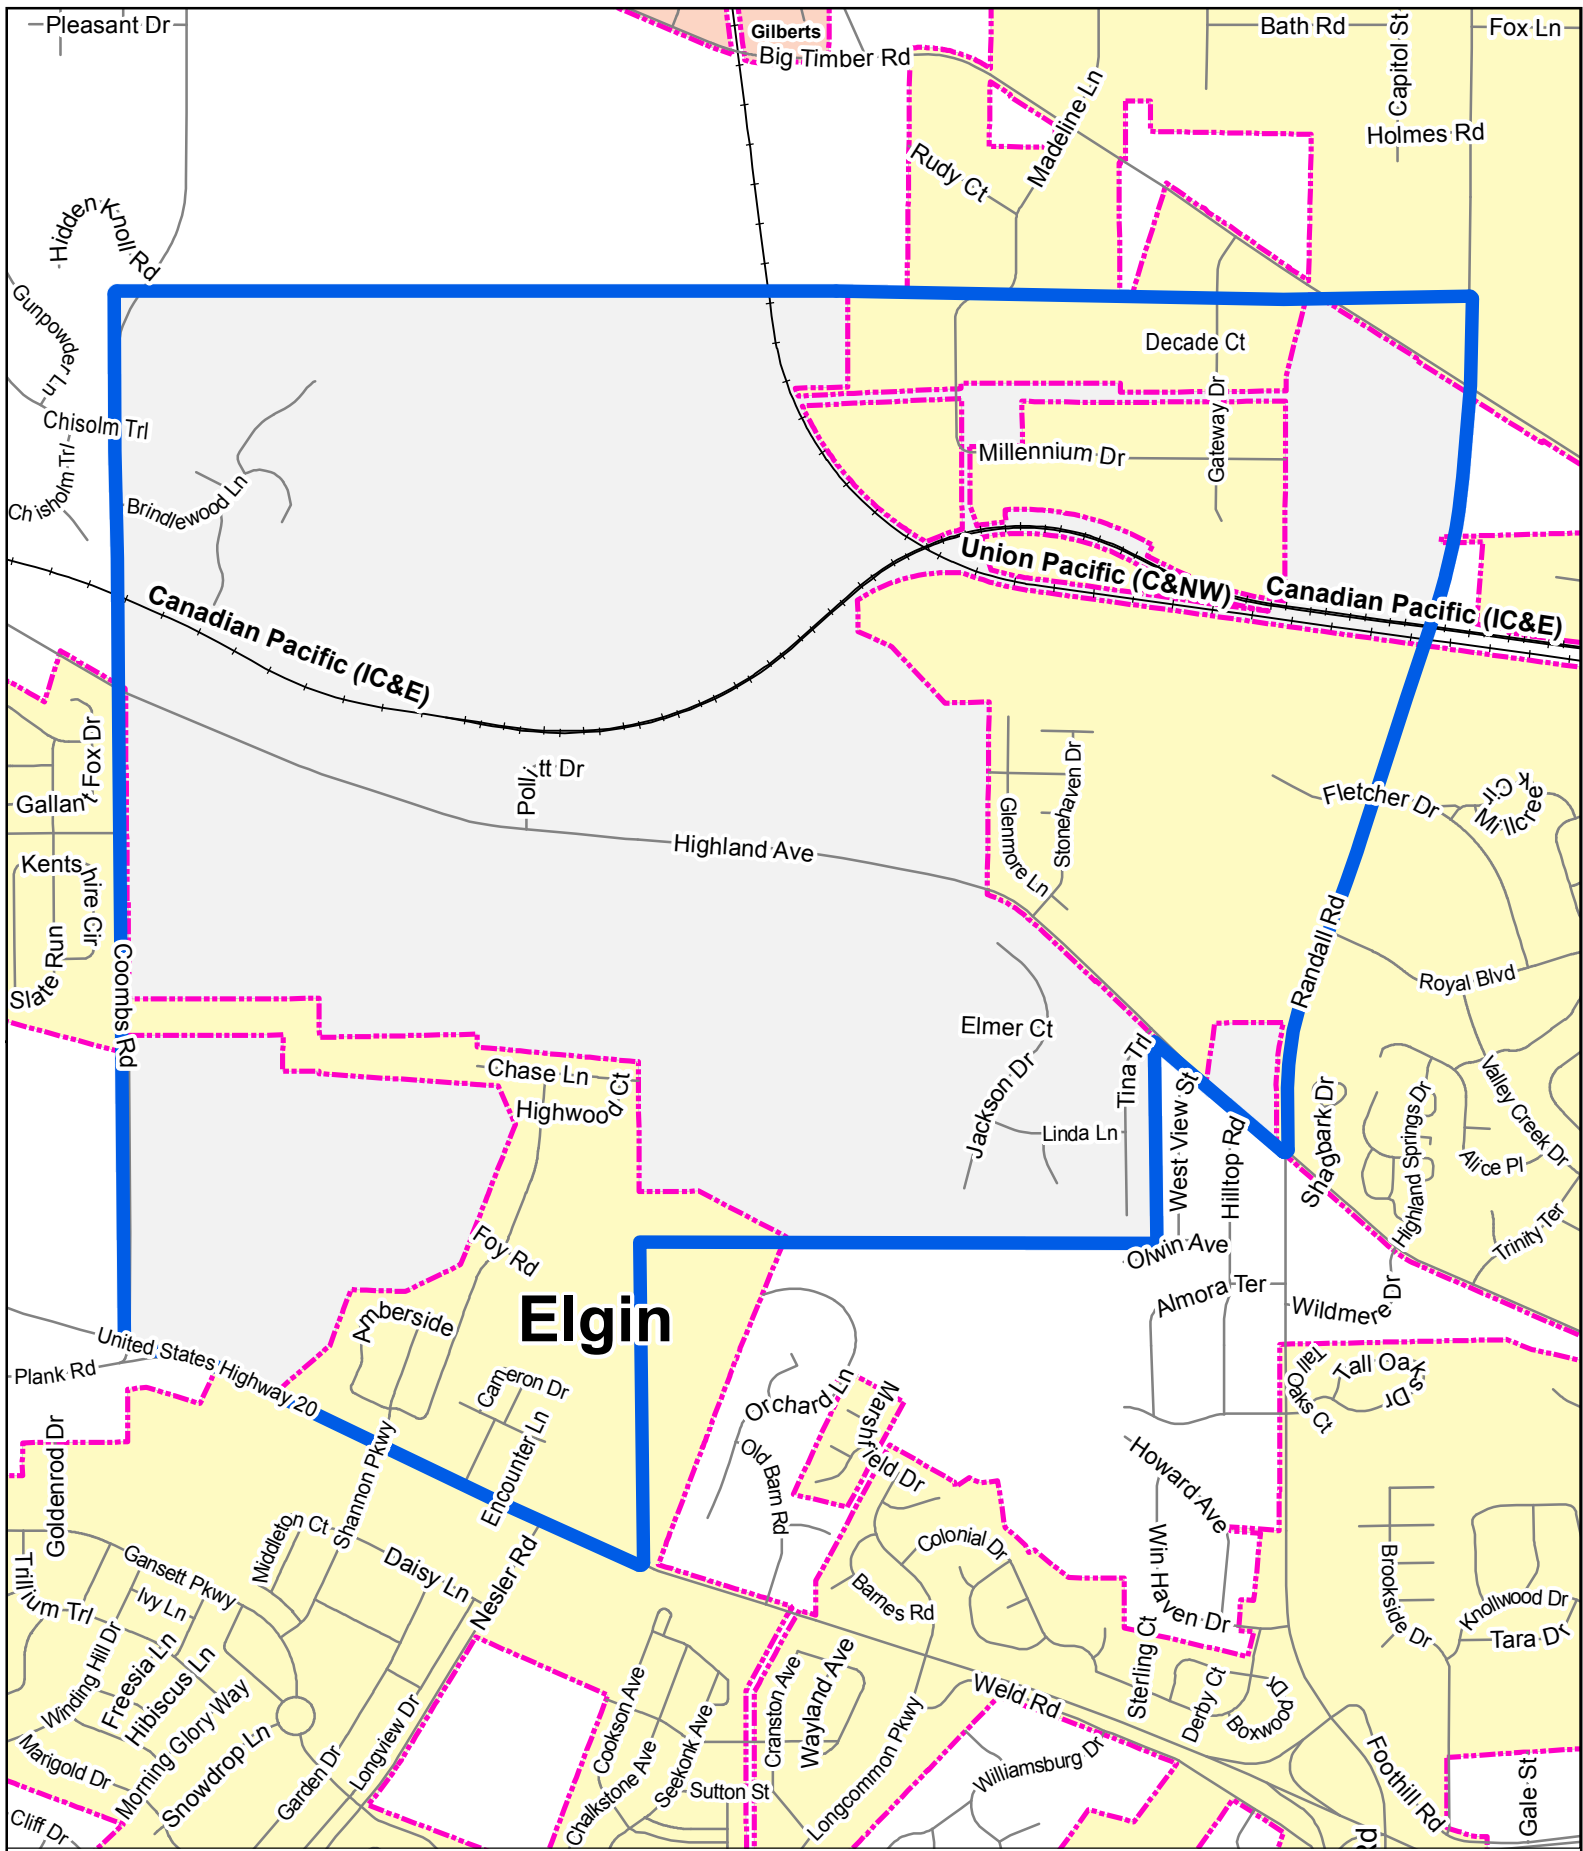 Pleasant Dr
Gilberts
Big Timber Rd
Bath Rd
Capitol St
Fox Ln
Holmes Rd
Madeline Ln
Rudy Ct
Hidden Knoll Rd
Gunpowder Ln
Chisolm Trl
Chisholm Trl
Brindlewood Ln
Decade Ct
Gateway Dr
Millennium Dr
Union Pacific (C&NW)
Canadian Pacific (IC&E)
Canadian Pacific (IC&E)
Gallant Fox Dr
Pollitt Dr
Highland Ave
Glenmore Ln
Stonehaven Dr
Fletcher Dr
Millcreek Cir
Kentshire Cir
Slate Run
Coombs Rd
Randall Rd
Royal Blvd
Elmer Ct
Jackson Dr
Tina Trl
Linda Ln
West View St
Hilltop Rd
Shagbark Dr
Highland Springs Dr
Valley Creek Dr
Alice Pl
Trinity Ter
Chase Ln
Highwood Ct
Foy Rd
Olwin Ave
Almora Ter
Wildmere Dr
Elgin
Amberside
United States Highway 20
Plank Rd
Cameron Dr
Encounter Ln
Orchard Ln
Marshfield Dr
Old Barn Rd
Tall Oaks Ct
Tall Oaks Dr
Goldenrod Dr
Shannon Pkwy
Middleton Ct
Gansett Pkwy
Daisy Ln
Nesler Rd
Colonial Dr
Barnes Rd
Howard Ave
Win Haven Dr
Brookside Dr
Knollwood Dr
Tara Dr
Trillium Trl
Ivy Ln
Winding Hill Dr
Freesia Ln
Hibiscus Ln
Morning Glory Way
Marigold Dr
Snowdrop Ln
Garden Dr
Longview Dr
Cliff Dr
Cookson Ave
Chalkstone Ave
Seekonk Ave
Sutton St
Cranston Ave
Wayland Ave
Longcommon Pkwy
Weld Rd
Williamsburg Dr
Sterling Ct
Derby Ct
Boxwood Dr
Foothill Rd
Gale St
Rd